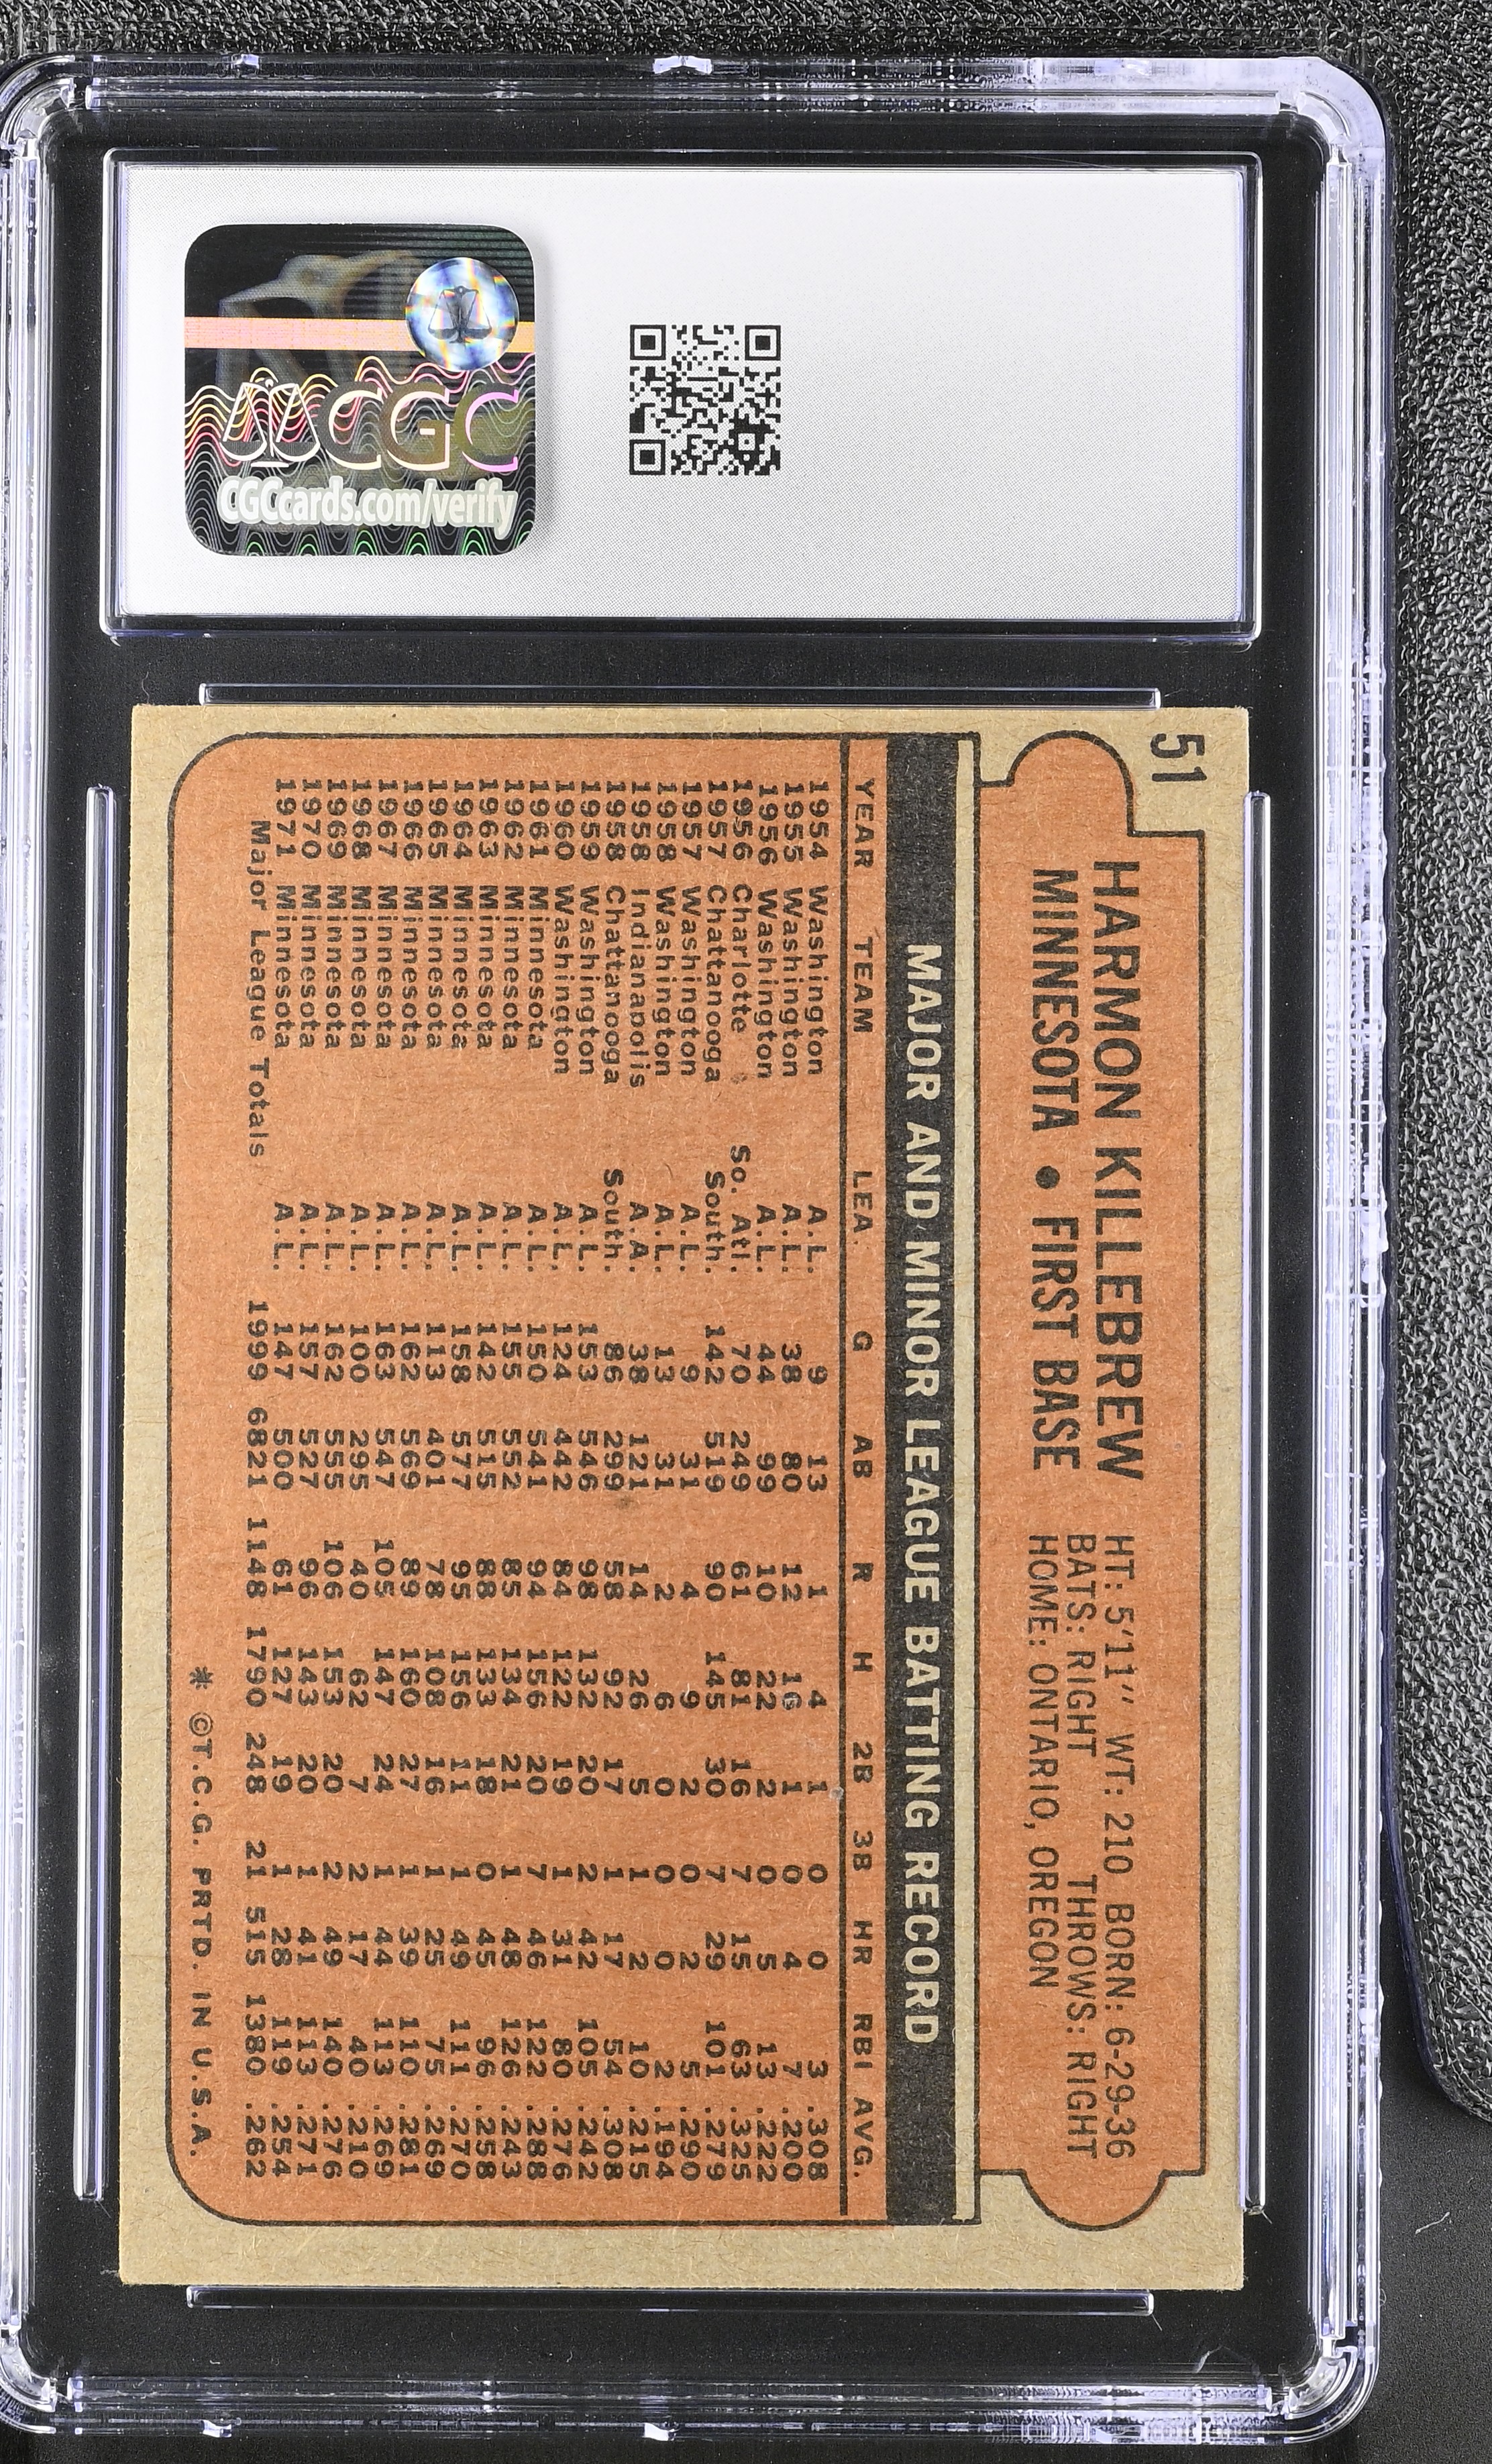 CGC
CGCcards.com/verify
51
HARMON KILLEBREW
MINNESOTA • FIRST BASE
HT: 5'11" WT: 210 BORN: 6-29-36
BATS: RIGHT THROWS: RIGHT
HOME: ONTARIO, OREGON
MAJOR AND MINOR LEAGUE BATTING RECORD
YEAR TEAM LEA. G AB R H 2B 3B HR RBI AVG.
1954 Washington A.L. 9 13 1 4 1 0 0 3 .308
1955 Washington A.L. 38 80 12 16 1 0 4 7 .200
1956 Washington A.L. 44 99 10 22 2 0 5 13 .222
1956 Charlotte So. Atl. 70 249 61 81 16 7 15 63 .325
1957 Chattanooga South. 142 519 90 145 30 7 29 101 .279
1957 Washington A.L. 9 31 4 9 2 0 2 5 .290
1958 Washington A.L. 13 31 2 6 0 0 0 2 .194
1958 Indianapolis A.A. 38 121 14 26 5 1 2 10 .215
1958 Chattanooga South. 86 299 58 92 17 1 17 54 .308
1959 Washington A.L. 153 546 98 132 20 2 42 105 .242
1960 Washington A.L. 124 442 84 122 19 1 31 80 .276
1961 Minnesota A.L. 150 541 94 156 20 7 46 122 .288
1962 Minnesota A.L. 155 552 85 134 21 1 48 126 .243
1963 Minnesota A.L. 142 515 88 133 18 0 45 96 .258
1964 Minnesota A.L. 158 577 95 156 11 1 49 111 .270
1965 Minnesota A.L. 113 401 78 108 16 1 25 75 .269
1966 Minnesota A.L. 162 569 89 160 27 1 39 110 .281
1967 Minnesota A.L. 163 547 105 147 24 1 44 113 .269
1968 Minnesota A.L. 100 295 40 62 7 2 17 40 .210
1969 Minnesota A.L. 162 555 106 153 20 2 49 140 .276
1970 Minnesota A.L. 157 527 96 143 20 1 41 113 .271
1971 Minnesota A.L. 147 500 61 127 19 1 28 119 .254
Major League Totals 1999 6821 1148 1790 248 21 515 1380 .262
* ©T.C.G. PRTD. IN U.S.A.